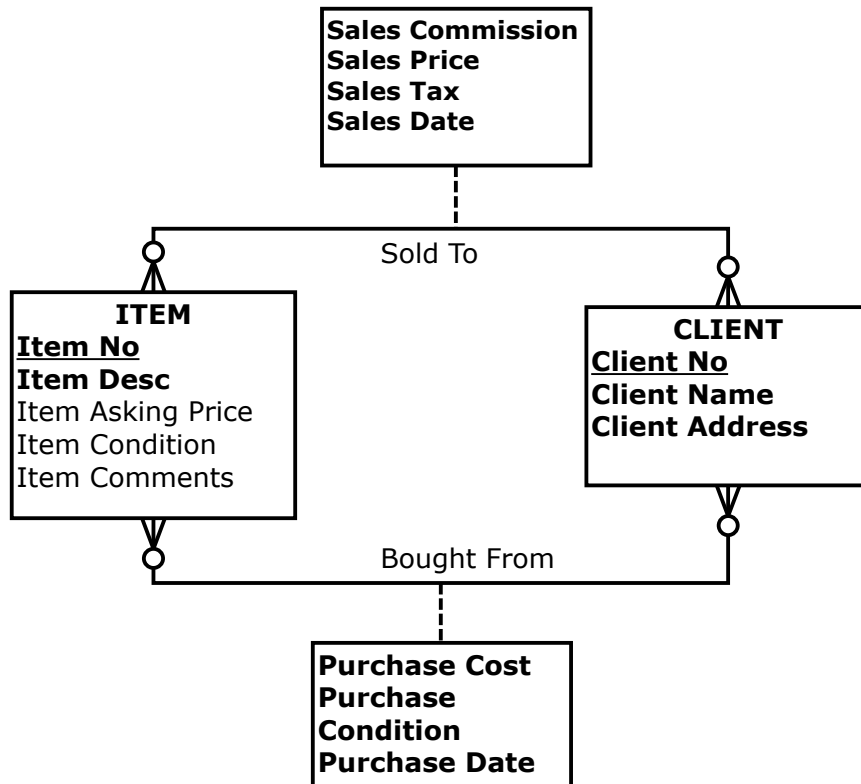 Sales Commission
Sales Price
Sales Tax
Sales Date
Sold To
ITEM
Item No
Item Desc
Item Asking Price
Item Condition
Item Comments
CLIENT
Client No
Client Name
Client Address
Bought From
Purchase Cost
Purchase
Condition
Purchase Date